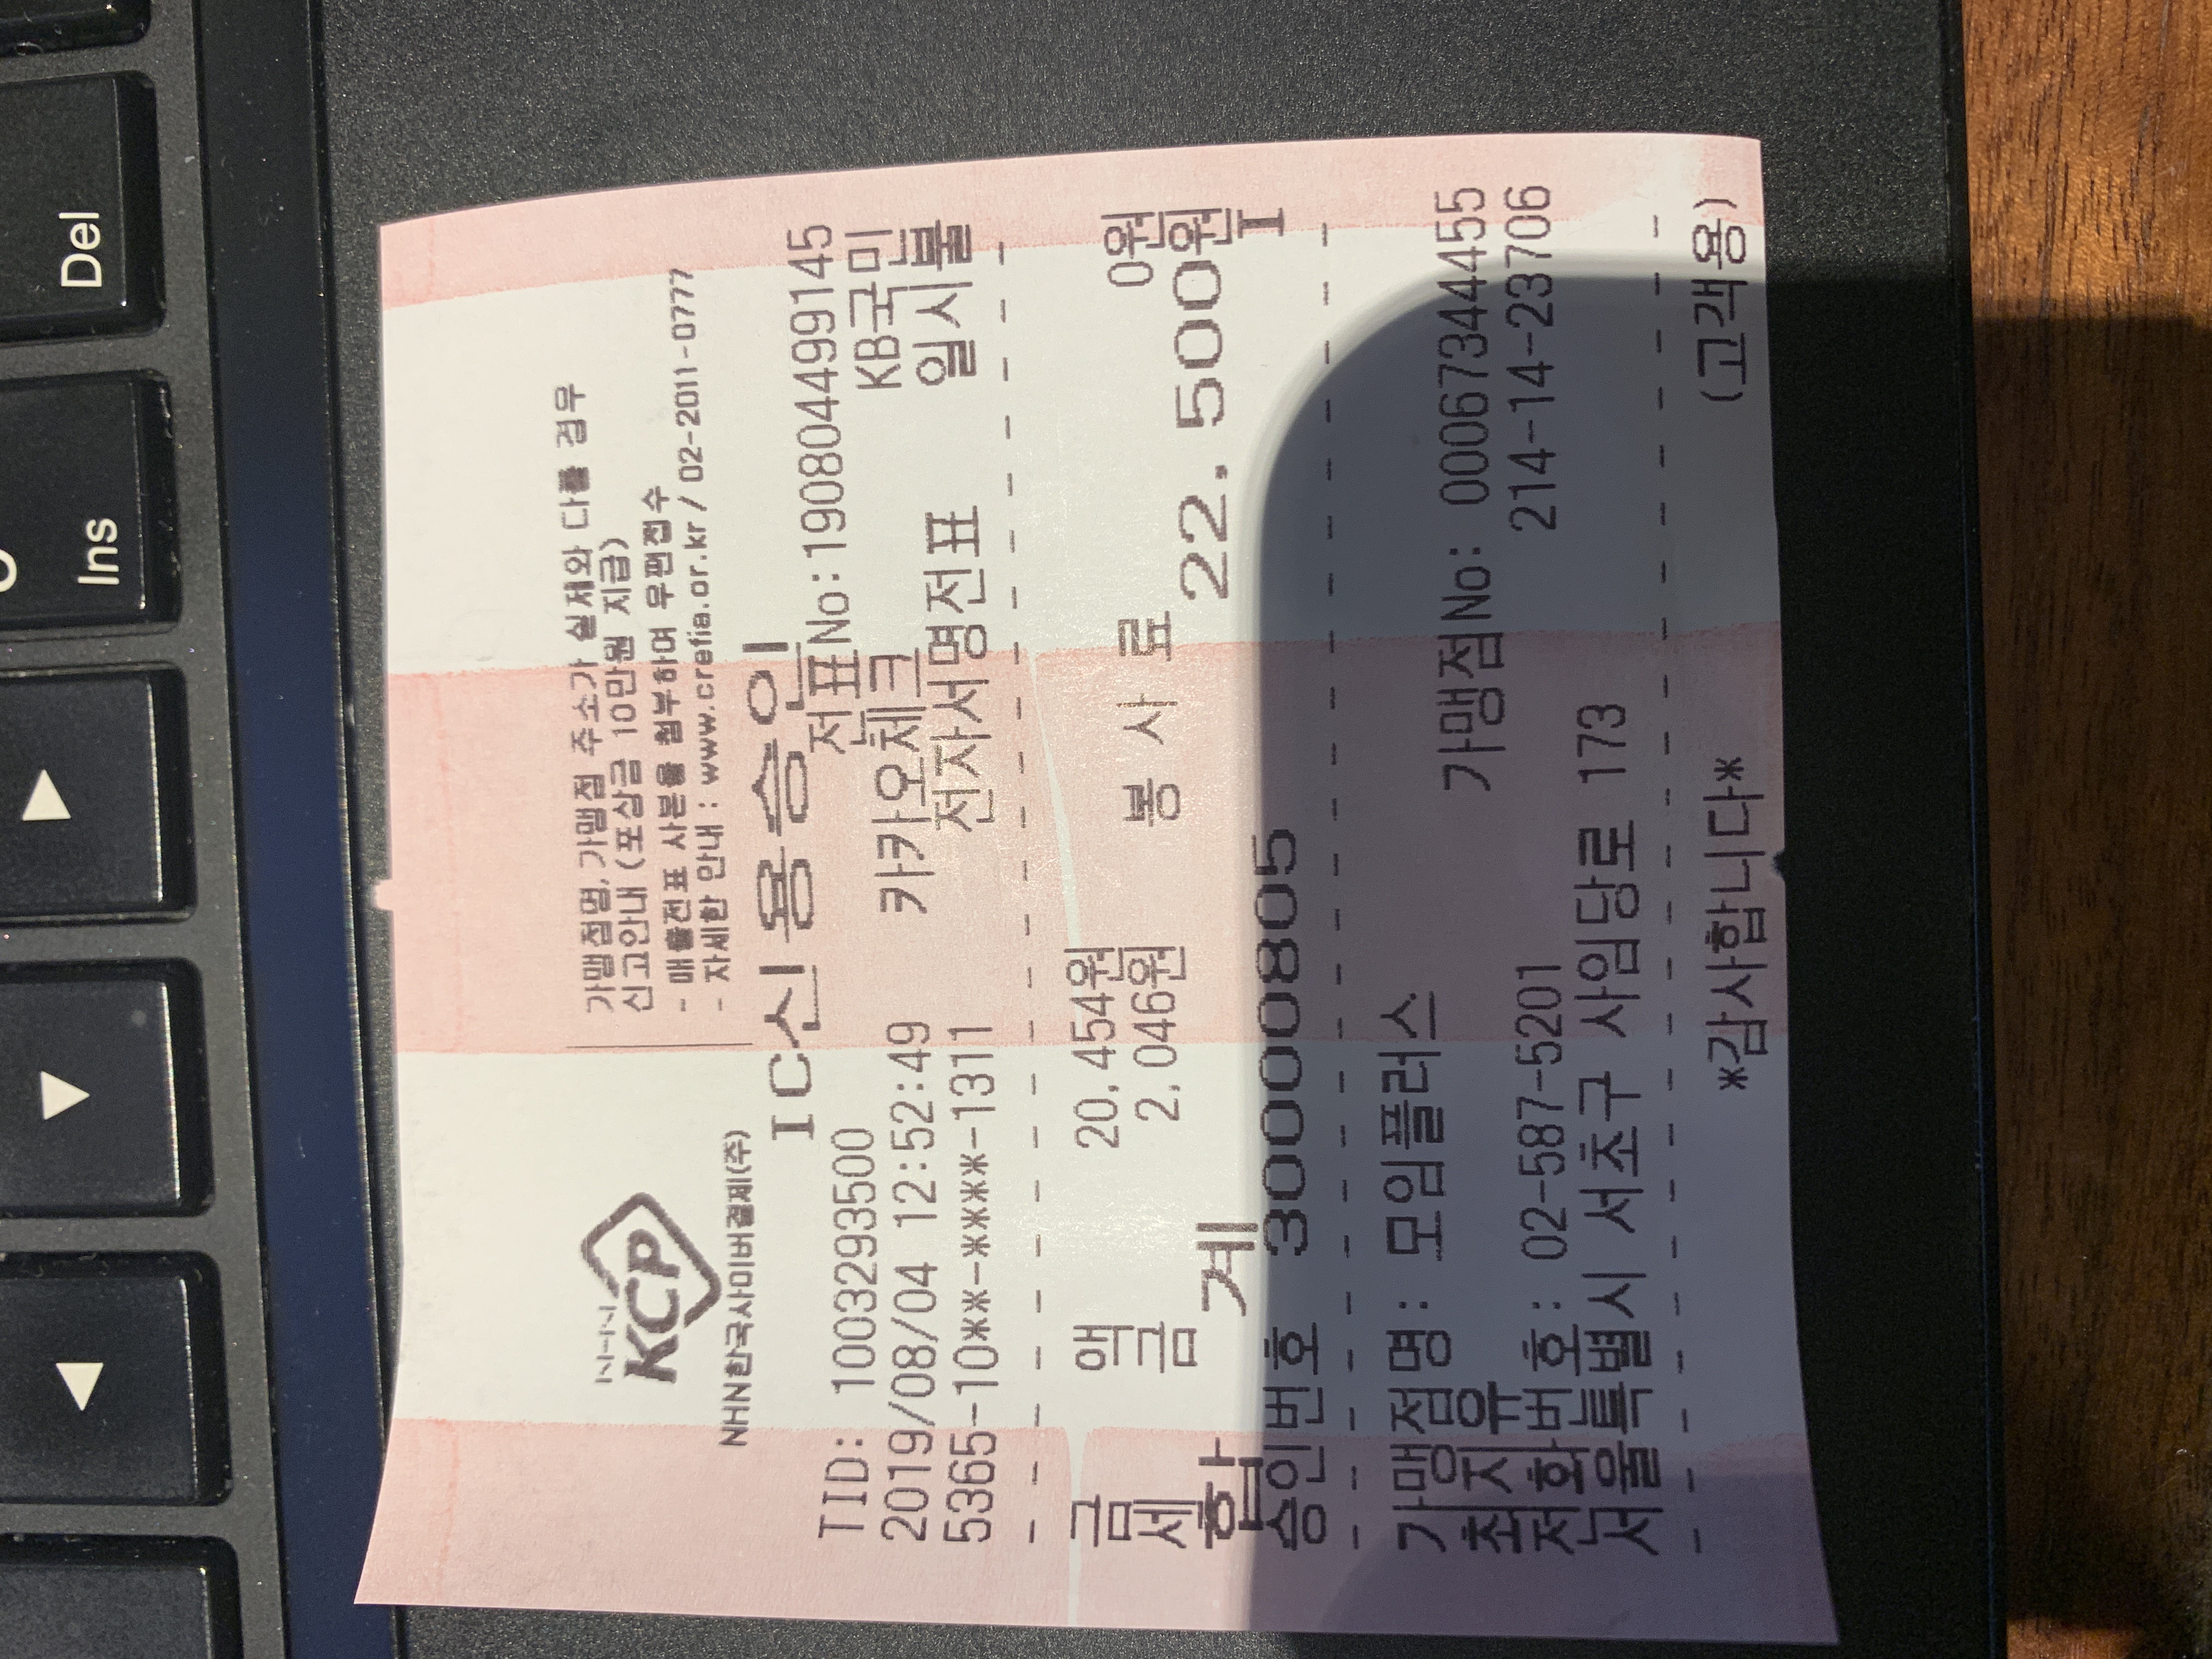 Ins
Del
NHN
KCP
NHN한국사이버결제(주)
가맹점명, 가맹점 주소가 실제와 다를 경우
신고안내 (포상금 10만원 지급)
- 매출전표 사본을 첨부하여 우편접수
- 자세한 안내 : www.crefia.or.kr / 02-2011-0777
IC신용승인
TID: 1003293500 전표No:190804499145
2019/08/04 12:52:49 카카오체크 KB국민
5365-10**-****-1311 전자서명전표 일시불
금 액 20,454원
세 금 2,046원 봉 사 료 0원
합 계 22,500원
승인번호 30000805 I
가맹점명: 모임플러스
최지유 가맹점No: 00067344455
전화번호: 02-587-5201 214-14-23706
서울특별시 서초구 사임당로 173
*감사합니다* (고객용)